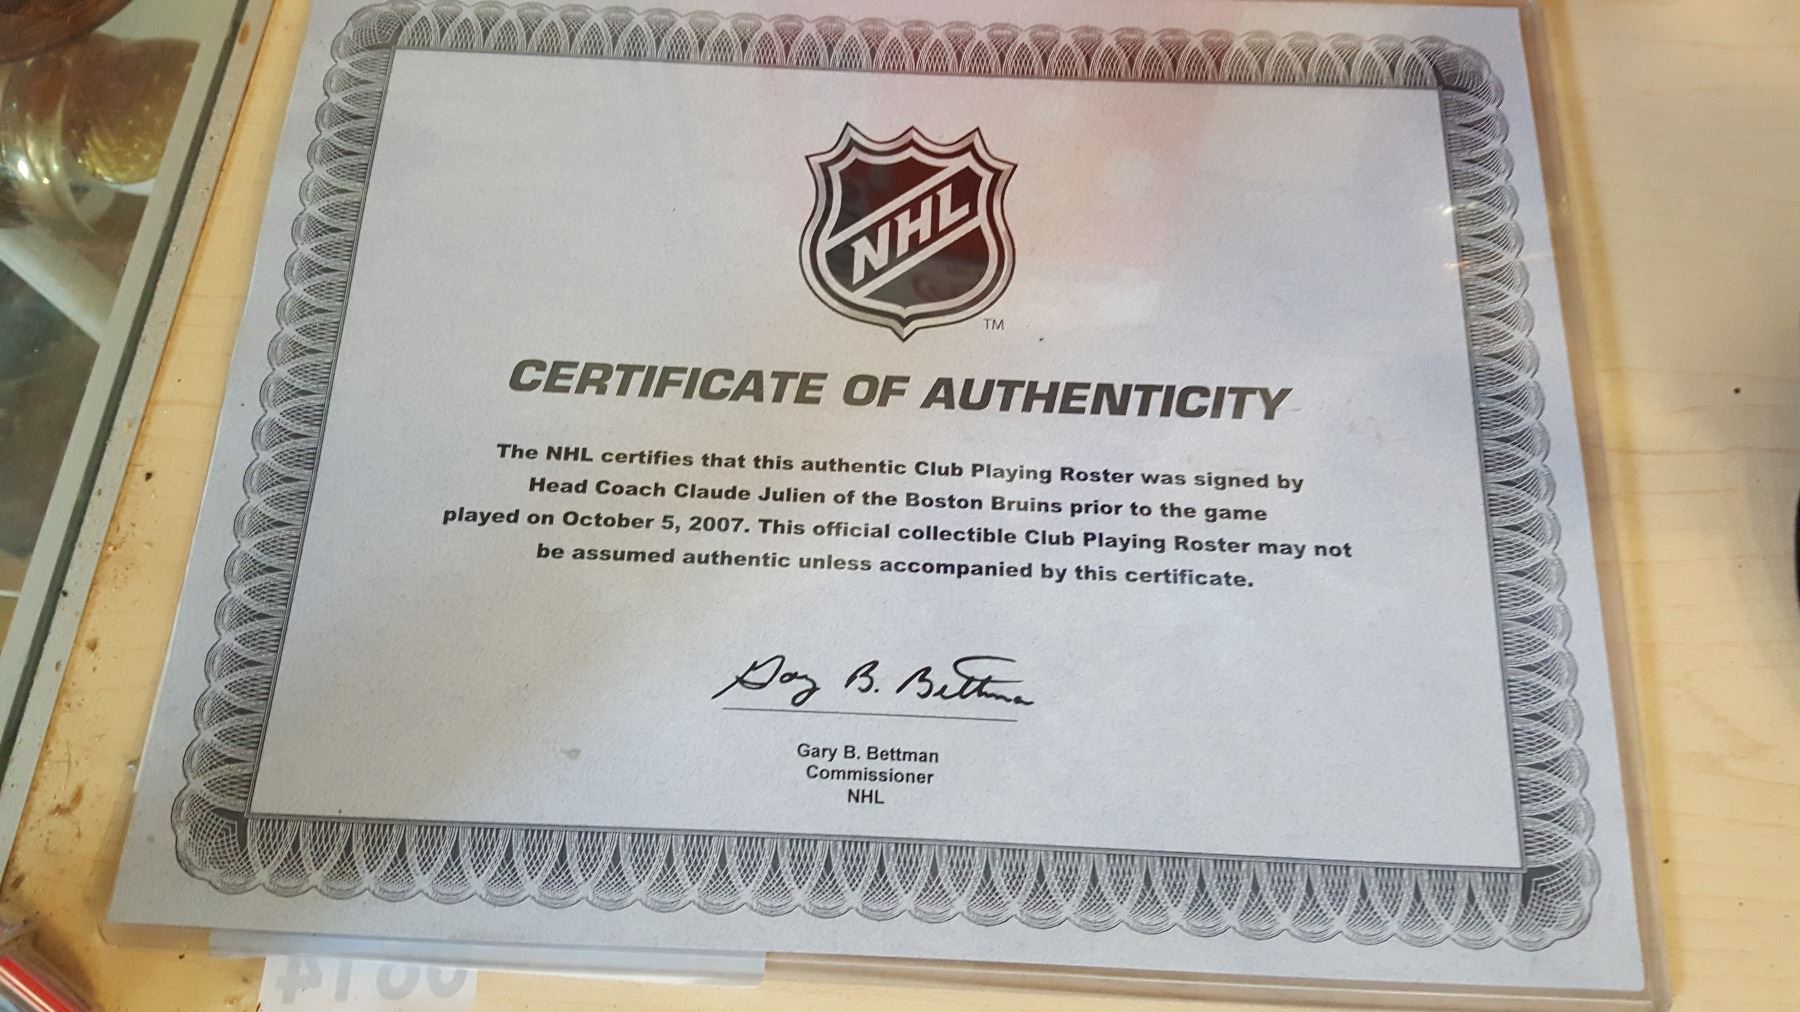 NHL
TM
CERTIFICATE OF AUTHENTICITY
The NHL certifies that this authentic Club Playing Roster was signed by
Head Coach Claude Julien of the Boston Bruins prior to the game
played on October 5, 2007. This official collectible Club Playing Roster may not
be assumed authentic unless accompanied by this certificate.
Gary B. Bettman
Gary B. Bettman
Commissioner
NHL